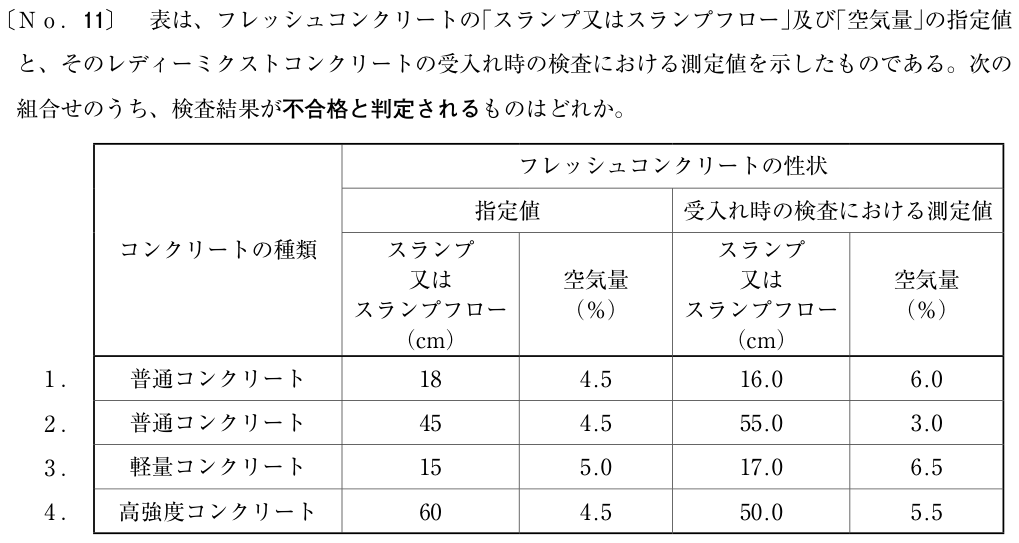 〔Ｎｏ．11〕 表は、フレッシュコンクリートの「スランプ又はスランプフロー」及び「空気量」の指定値
と、そのレディーミクストコンクリートの受入れ時の検査における測定値を示したものである。次の
組合せのうち、検査結果が不合格と判定されるものはどれか。
フレッシュコンクリートの性状
指定値 受入れ時の検査における測定値
コンクリートの種類
スランプ
又は
スランプフロー
（cm）
空気量
（％）
スランプ
又は
スランプフロー
（cm）
空気量
（％）
1． 普通コンクリート 18 4.5 16.0 6.0
2． 普通コンクリート 45 4.5 55.0 3.0
3． 軽量コンクリート 15 5.0 17.0 6.5
4． 高強度コンクリート 60 4.5 50.0 5.5